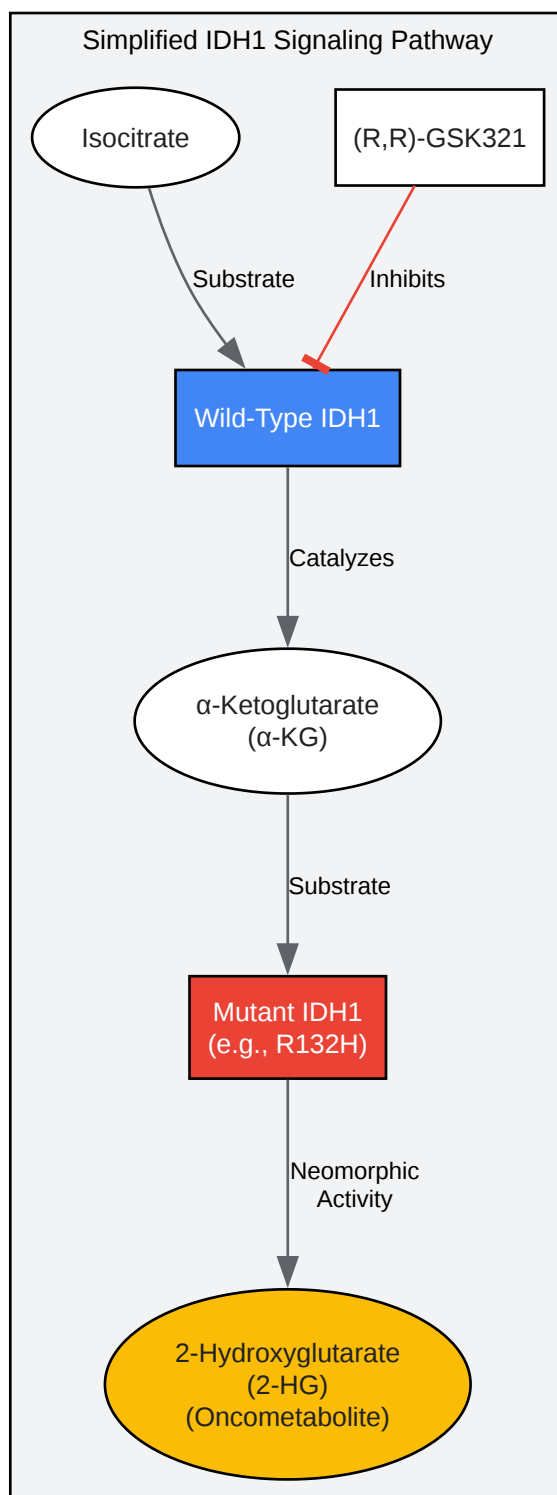 Simplified IDH1 Signaling Pathway
Isocitrate
(R,R)-GSK321
Substrate
Inhibits
Wild-Type IDH1
Catalyzes
α-Ketoglutarate
(α-KG)
Substrate
Mutant IDH1
(e.g., R132H)
Neomorphic
Activity
2-Hydroxyglutarate
(2-HG)
(Oncometabolite)